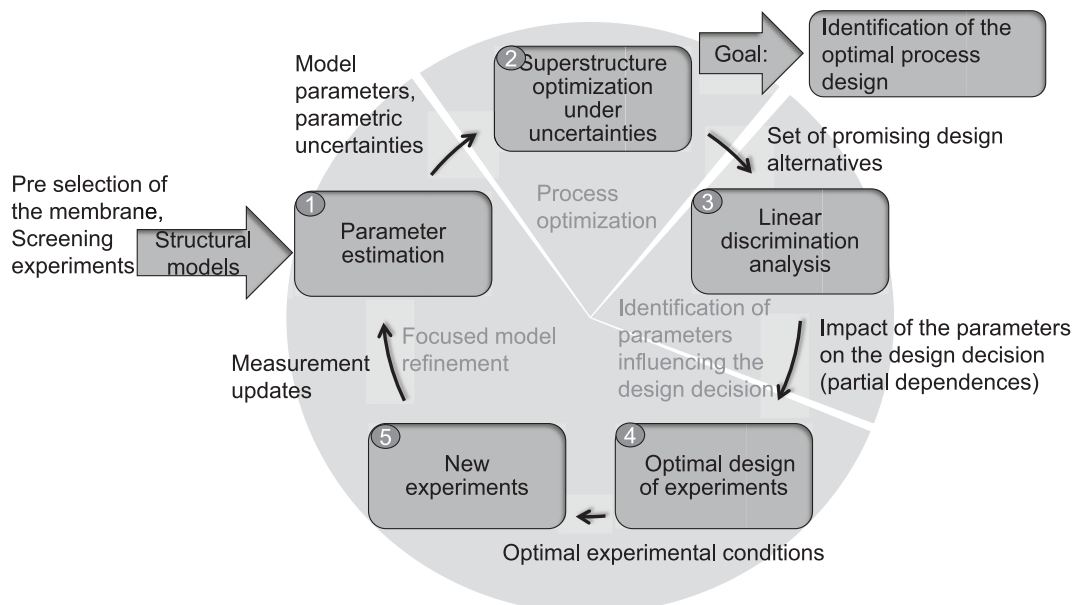 Pre selection of
the membrane,
Screening
experiments
Structural
models
1
Parameter
estimation
Model
parameters,
parametric
uncertainties
2
Superstructure
optimization
under
uncertainties
Goal:
Identification of the
optimal process
design
Set of promising design
alternatives
Process
optimization
3
Linear
discrimination
analysis
Identification of
parameters
influencing the
design decision
Impact of the parameters
on the design decision
(partial dependences)
4
Optimal design
of experiments
Optimal experimental conditions
5
New
experiments
Measurement
updates
Focused model
refinement